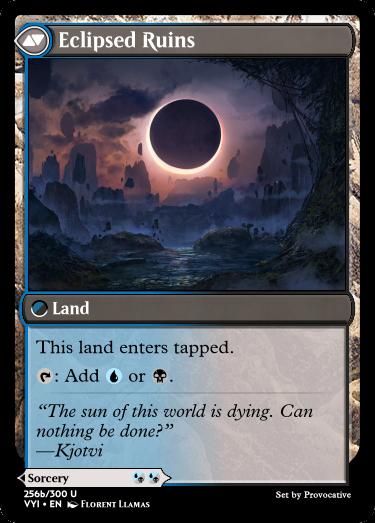 Eclipsed Ruins
Land
This land enters tapped.
: Add or .
“The sun of this world is dying. Can
nothing be done?”
—Kjotvi
Sorcery
256b/300 U
VYI • EN Florent Llamas
Set by Provocative